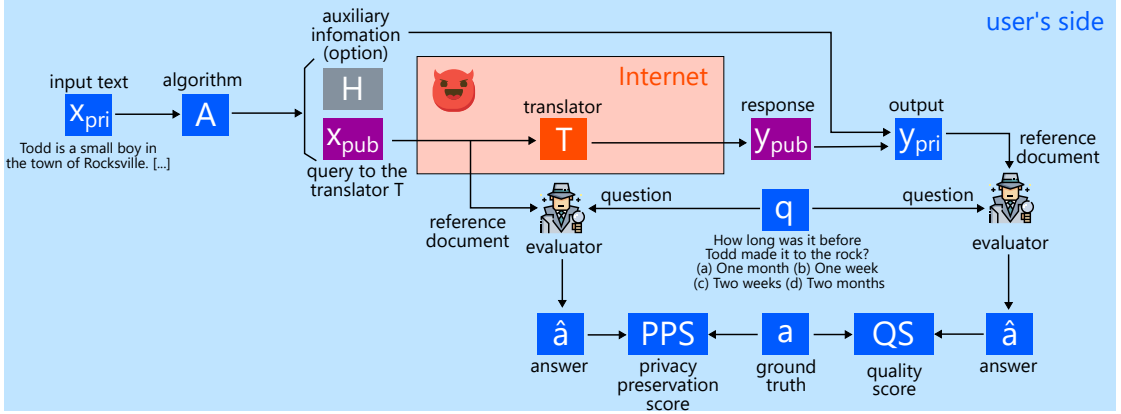 user's side
auxiliary
infomation
(option)
Internet
input text
algorithm
H
translator
response
output
x_pri
A
x_pub
T
y_pub
y_pri
Todd is a small boy in
the town of Rocksville. [...]
query to the
translator T
reference
document
reference
document
question
q
question
evaluator
evaluator
How long was it before
Todd made it to the rock?
(a) One month (b) One week
(c) Two weeks (d) Two months
â
PPS
a
QS
â
answer
privacy
preservation
score
ground
truth
quality
score
answer